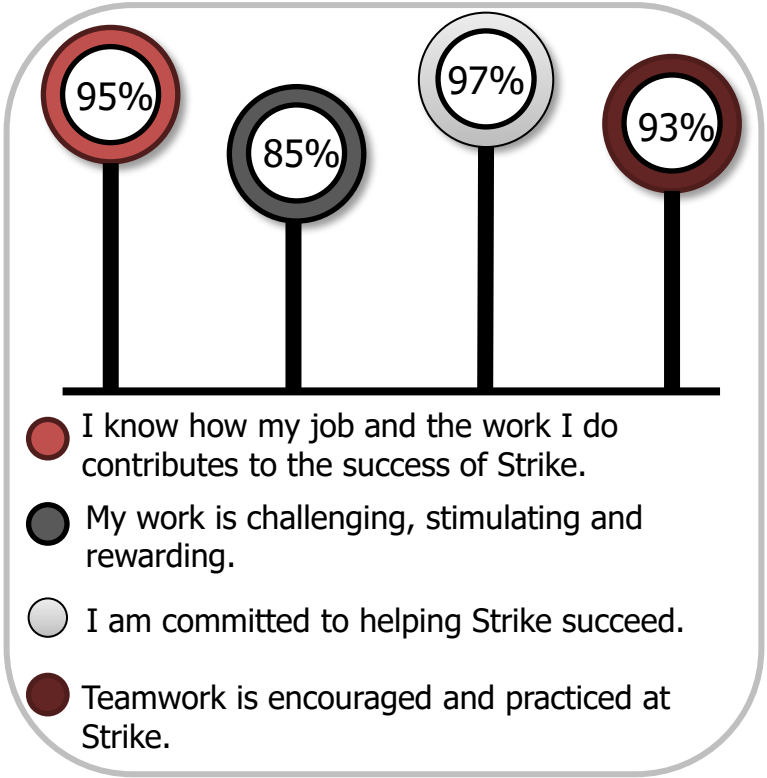 95%
85%
97%
93%
I know how my job and the work I do
contributes to the success of Strike.
My work is challenging, stimulating and
rewarding.
I am committed to helping Strike succeed.
Teamwork is encouraged and practiced at
Strike.